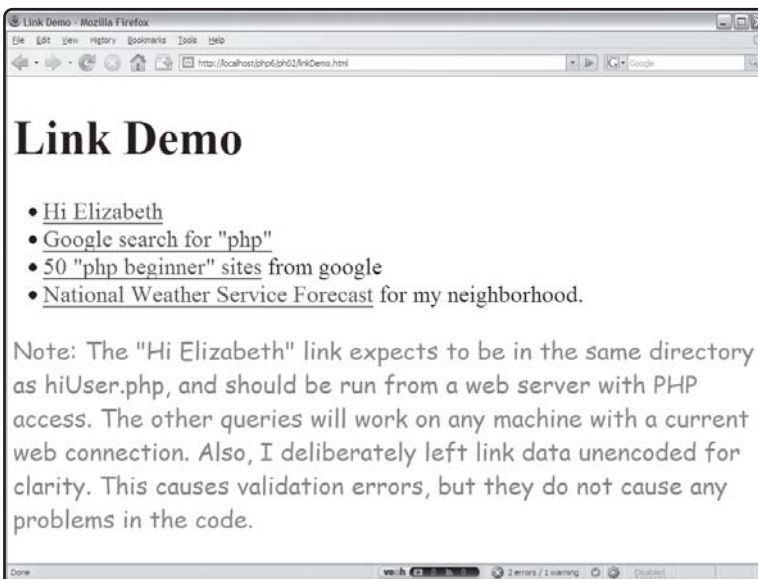 Link Demo - Mozilla Firefox
File Edit View History Bookmarks Tools Help
http://localhost/php6/ph02/linkDemo.html
Google
Link Demo
• Hi Elizabeth
• Google search for "php"
• 50 "php beginner" sites from google
• National Weather Service Forecast for my neighborhood.
Note: The "Hi Elizabeth" link expects to be in the same directory
as hiUser.php, and should be run from a web server with PHP
access. The other queries will work on any machine with a current
web connection. Also, I deliberately left link data unencoded for
clarity. This causes validation errors, but they do not cause any
problems in the code.
Done veoh 0 0 2 errors / 1 warning Disabled